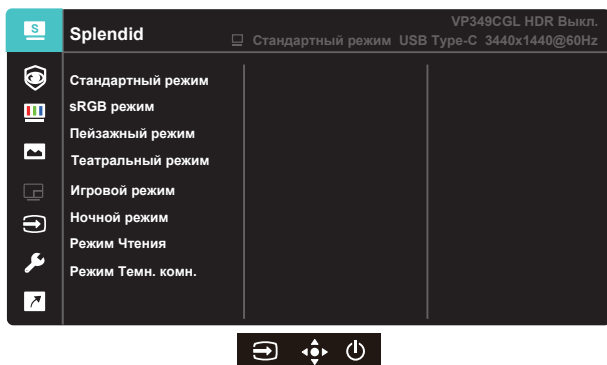 S
Splendid
VP349CGL HDR Выкл.
Стандартный режим USB Type-C 3440x1440@60Hz
Стандартный режим
sRGB режим
Пейзажный режим
Театральный режим
Игровой режим
Ночной режим
Режим Чтения
Режим Темн. комн.